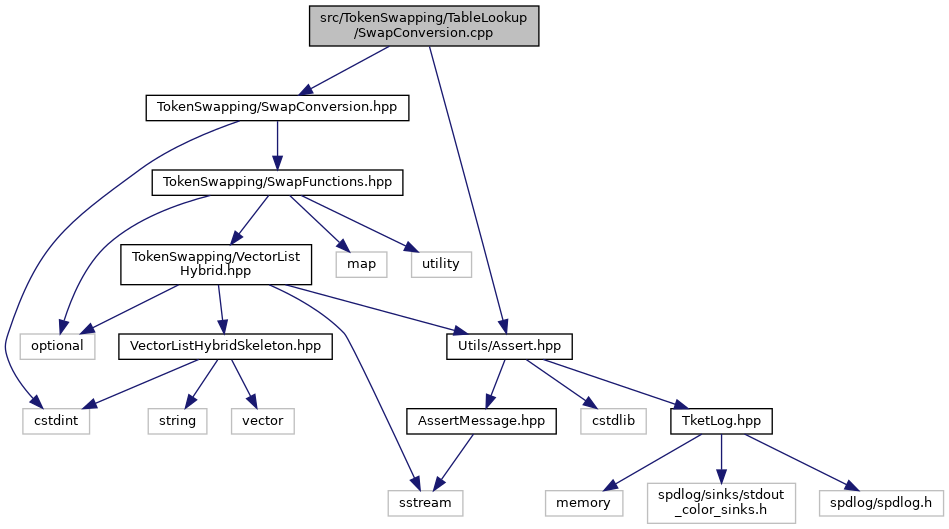 src/TokenSwapping/TableLookup
/SwapConversion.cpp
TokenSwapping/SwapConversion.hpp
TokenSwapping/SwapFunctions.hpp
TokenSwapping/VectorList
Hybrid.hpp
map
utility
optional
VectorListHybridSkeleton.hpp
Utils/Assert.hpp
cstdint
string
vector
AssertMessage.hpp
cstdlib
TketLog.hpp
sstream
memory
spdlog/sinks/stdout
_color_sinks.h
spdlog/spdlog.h